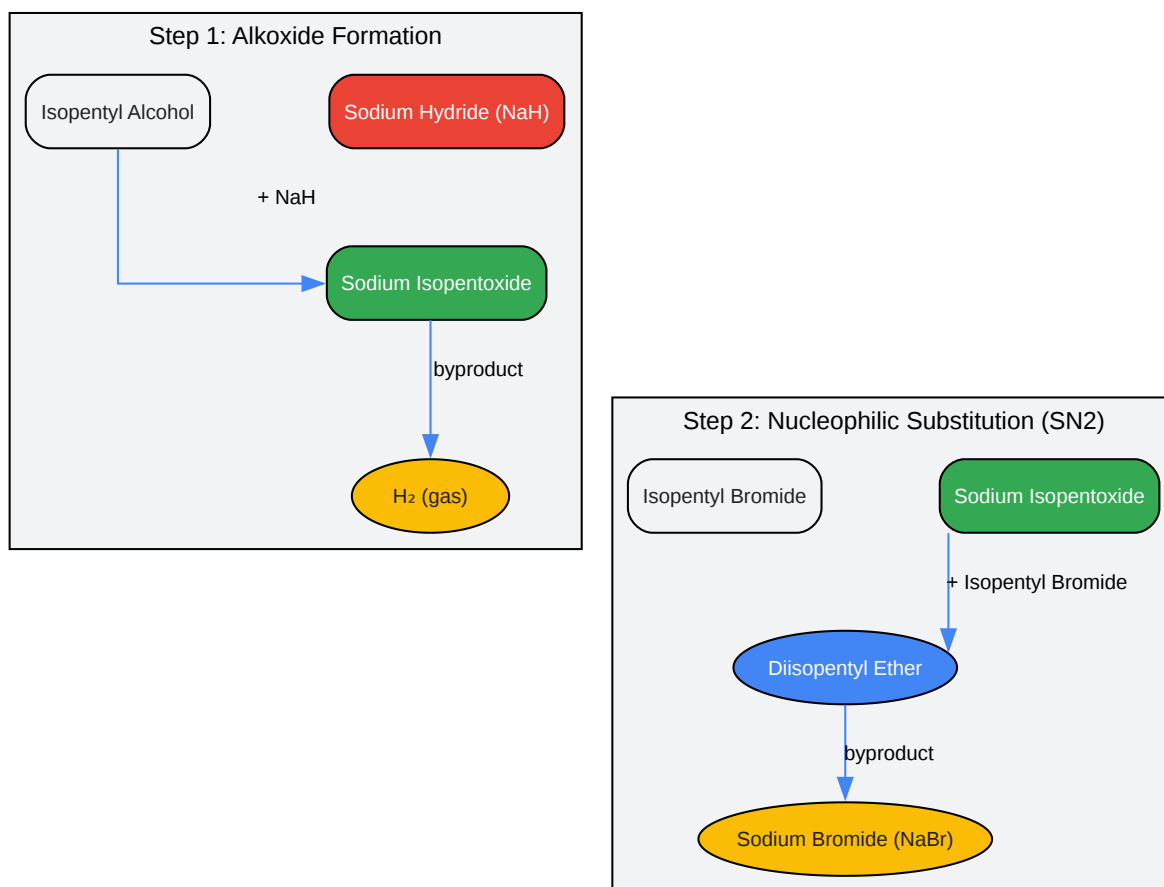 Step 1: Alkoxide Formation
Isopentyl Alcohol
Sodium Hydride (NaH)
+ NaH
Sodium Isopentoxide
byproduct
H₂ (gas)
Step 2: Nucleophilic Substitution (SN2)
Isopentyl Bromide
Sodium Isopentoxide
+ Isopentyl Bromide
Diisopentyl Ether
byproduct
Sodium Bromide (NaBr)